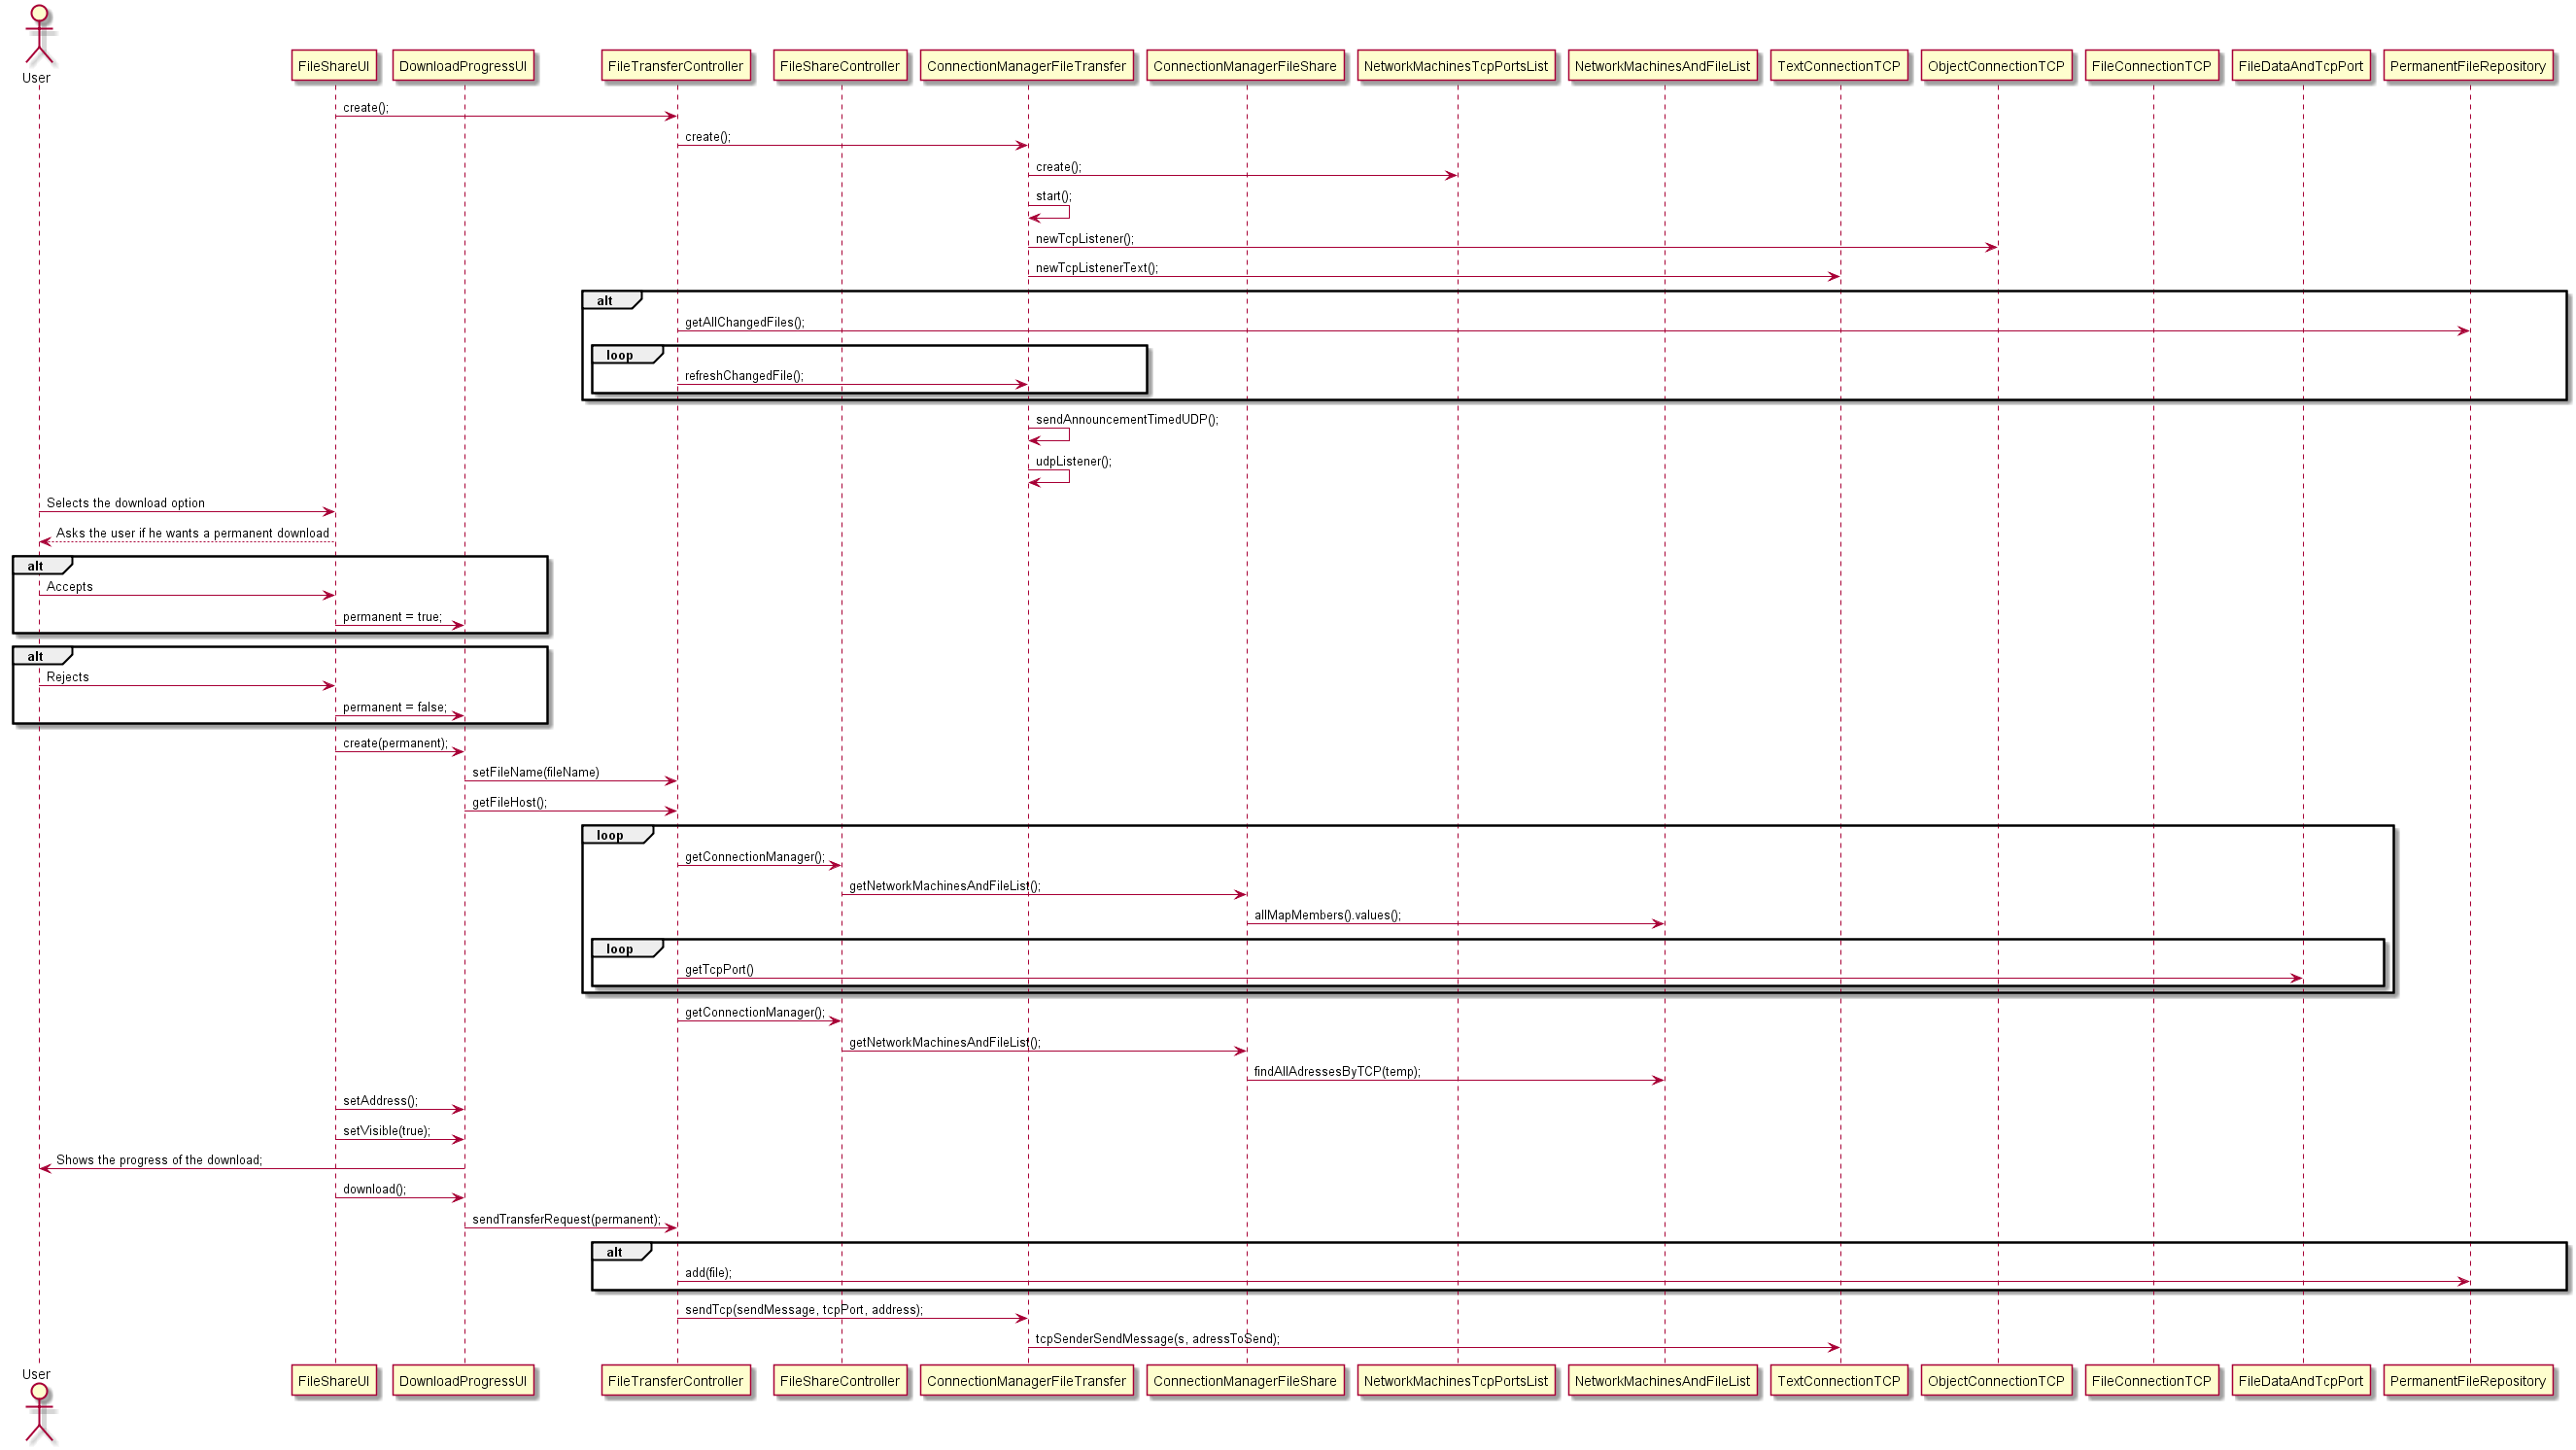 User
FileShareUI
DownloadProgressUI
FileTransferController
FileShareController
ConnectionManagerFileTransfer
ConnectionManagerFileShare
NetworkMachinesTcpPortsList
NetworkMachinesAndFileList
TextConnectionTCP
ObjectConnectionTCP
FileConnectionTCP
FileDataAndTcpPort
PermanentFileRepository
create();
create();
create();
start();
newTcpListener();
newTcpListenerText();
alt
getAllChangedFiles();
loop
refreshChangedFile();
sendAnnouncementTimedUDP();
udpListener();
Selects the download option
Asks the user if he wants a permanent download
alt
Accepts
permanent = true;
alt
Rejects
permanent = false;
create(permanent);
setFileName(fileName)
getFileHost();
loop
getConnectionManager();
getNetworkMachinesAndFileList();
allMapMembers().values();
loop
getTcpPort()
getConnectionManager();
getNetworkMachinesAndFileList();
findAllAdressesByTCP(temp);
setAddress();
setVisible(true);
Shows the progress of the download;
download();
sendTransferRequest(permanent);
alt
add(file);
sendTcp(sendMessage, tcpPort, address);
tcpSenderSendMessage(s, adressToSend);
User
FileShareUI
DownloadProgressUI
FileTransferController
FileShareController
ConnectionManagerFileTransfer
ConnectionManagerFileShare
NetworkMachinesTcpPortsList
NetworkMachinesAndFileList
TextConnectionTCP
ObjectConnectionTCP
FileConnectionTCP
FileDataAndTcpPort
PermanentFileRepository